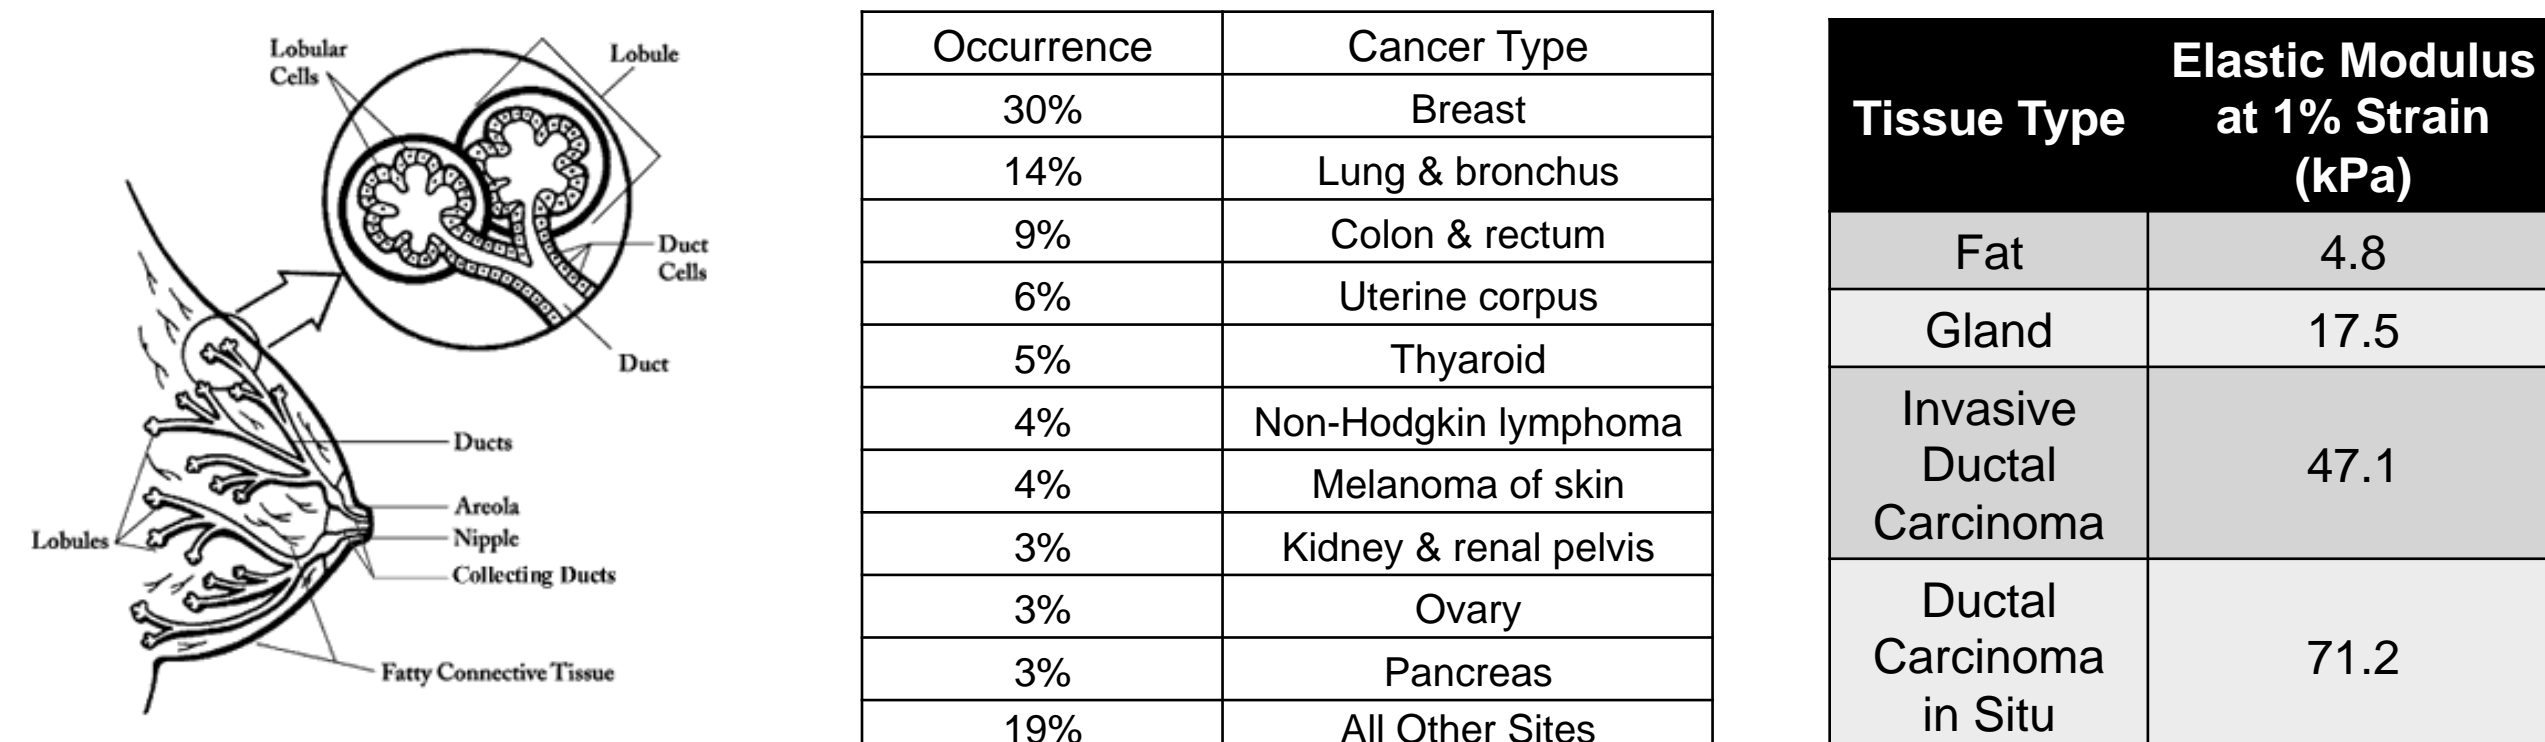 Lobular
Cells
Lobule
Duct
Cells
Duct
Ducts
Areola
Nipple
Lobules
Collecting Ducts
Fatty Connective Tissue
Occurrence Cancer Type
30% Breast
14% Lung & bronchus
9% Colon & rectum
6% Uterine corpus
5% Thyaroid
4% Non-Hodgkin lymphoma
4% Melanoma of skin
3% Kidney & renal pelvis
3% Ovary
3% Pancreas
19% All Other Sites
Tissue Type
Elastic Modulus
at 1% Strain
(kPa)
Fat 4.8
Gland 17.5
Invasive
Ductal
Carcinoma
47.1
Ductal
Carcinoma
in Situ
71.2